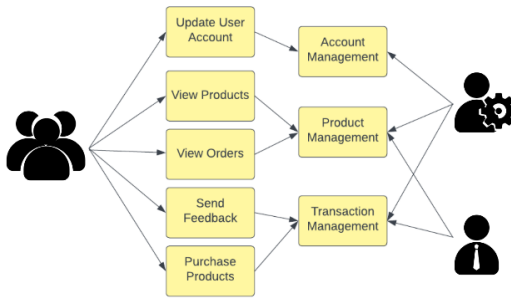 Update User
Account
View Products
View Orders
Send
Feedback
Purchase
Products
Account
Management
Product
Management
Transaction
Management